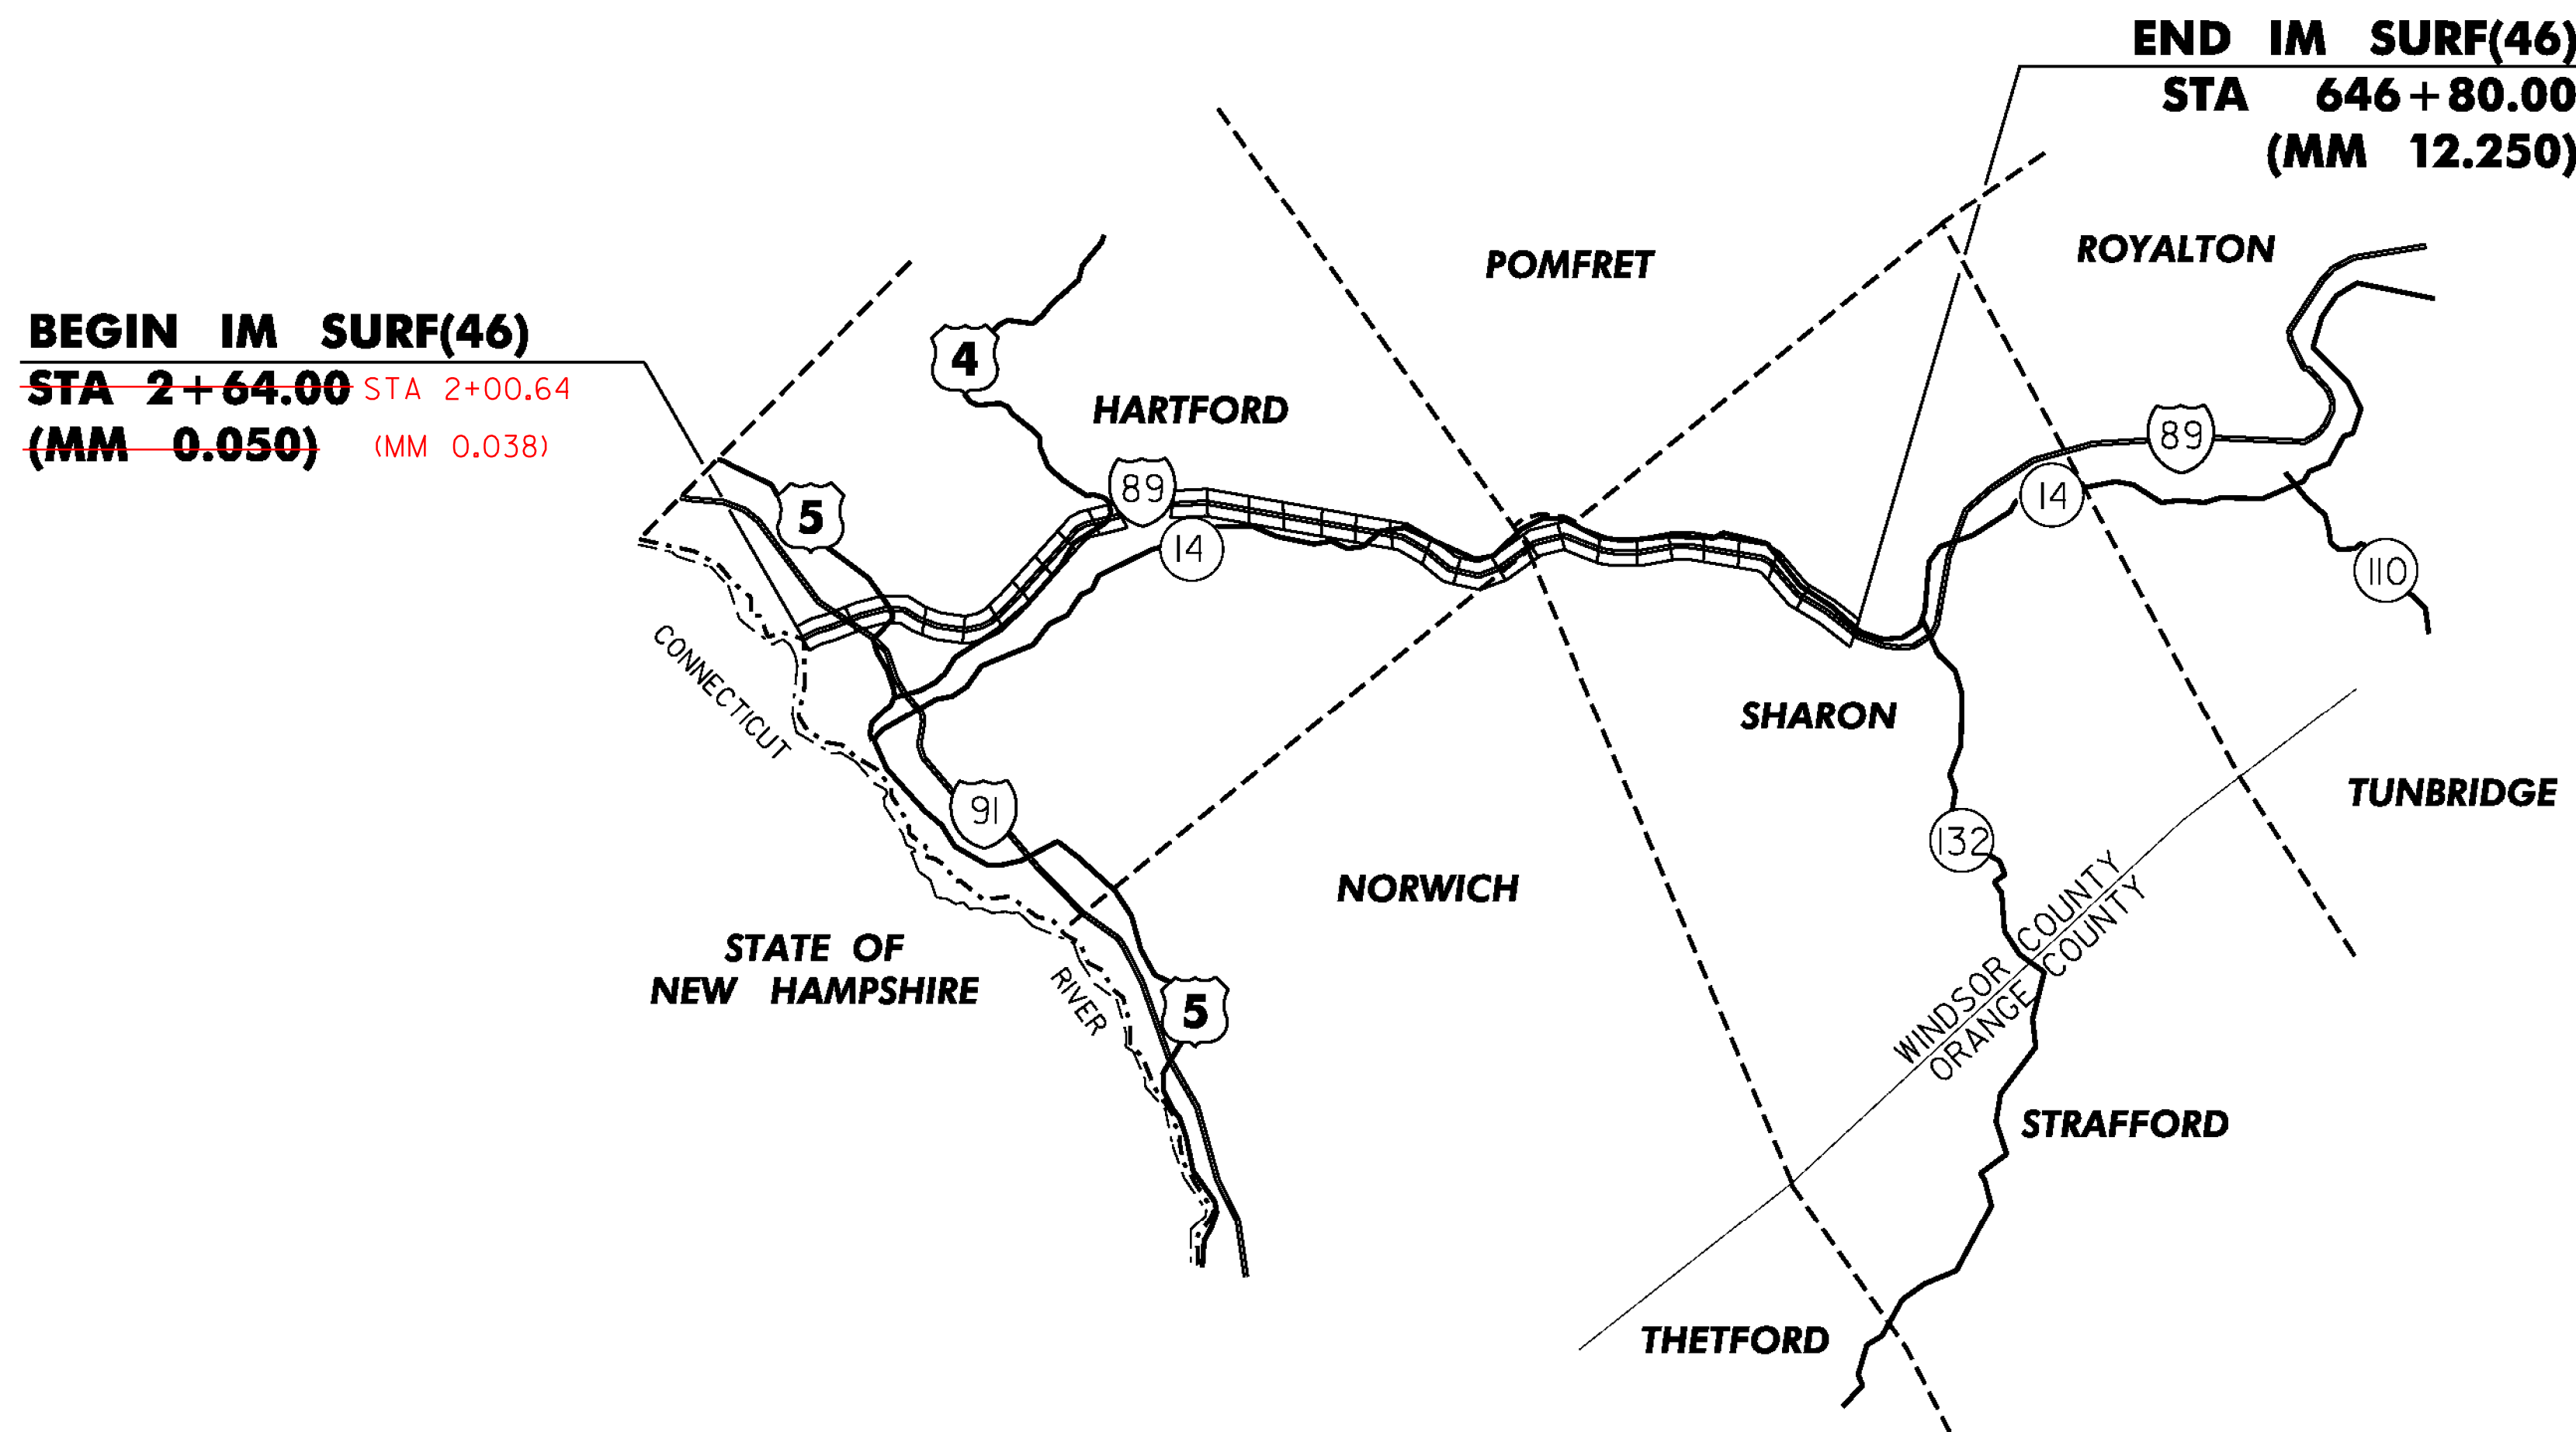 END IM SURF(46)
STA 646+80.00
(MM 12.250)
POMFRET
ROYALTON
BEGIN IM SURF(46)
STA 2+64.00 STA 2+00.64
(MM 0.050) (MM 0.038)
4
HARTFORD
89
5
89
14
14
110
CONNECTICUT
SHARON
TUNBRIDGE
91
132
NORWICH
STATE OF
NEW HAMPSHIRE
RIVER
5
WINDSOR COUNTY
ORANGE COUNTY
STRAFFORD
THETFORD